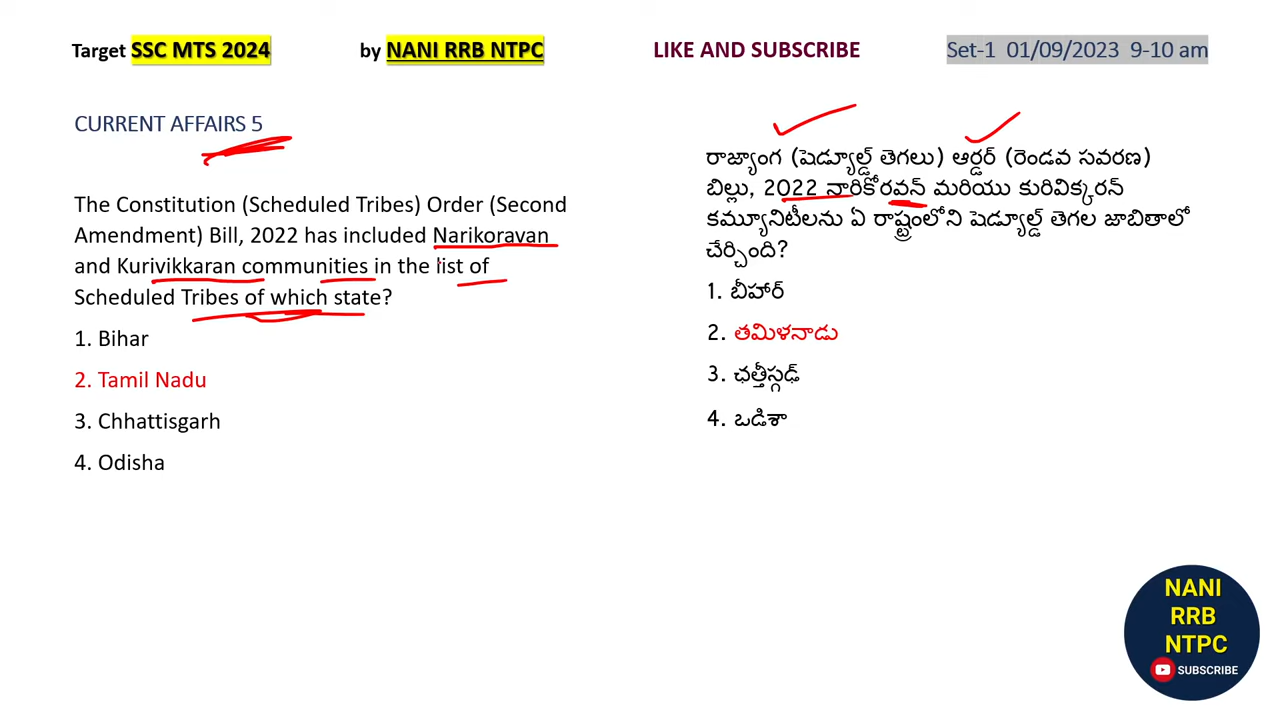 Target SSC MTS 2024 by NANI RRB NTPC LIKE AND SUBSCRIBE Set-1 01/09/2023 9-10 am
CURRENT AFFAIRS 5
The Constitution (Scheduled Tribes) Order (Second
Amendment) Bill, 2022 has included Narikoravan
and Kurivikkaran communities in the list of
Scheduled Tribes of which state?
1. Bihar
2. Tamil Nadu
3. Chhattisgarh
4. Odisha
రాజ్యాంగ (షెడ్యూల్డ్ తెగలు) ఆర్డర్ (రెండవ సవరణ)
బిల్లు, 2022 నారికోరవన్ మరియు కురివిక్కరన్
కమ్యూనిటీలను ఏ రాష్ట్రంలోని షెడ్యూల్డ్ తెగల జాబితాలో
చేర్చింది?
1. బీహార్
2. తమిళనాడు
3. ఛత్తీస్గఢ్
4. ఒడిశా
NANI
RRB
NTPC
SUBSCRIBE